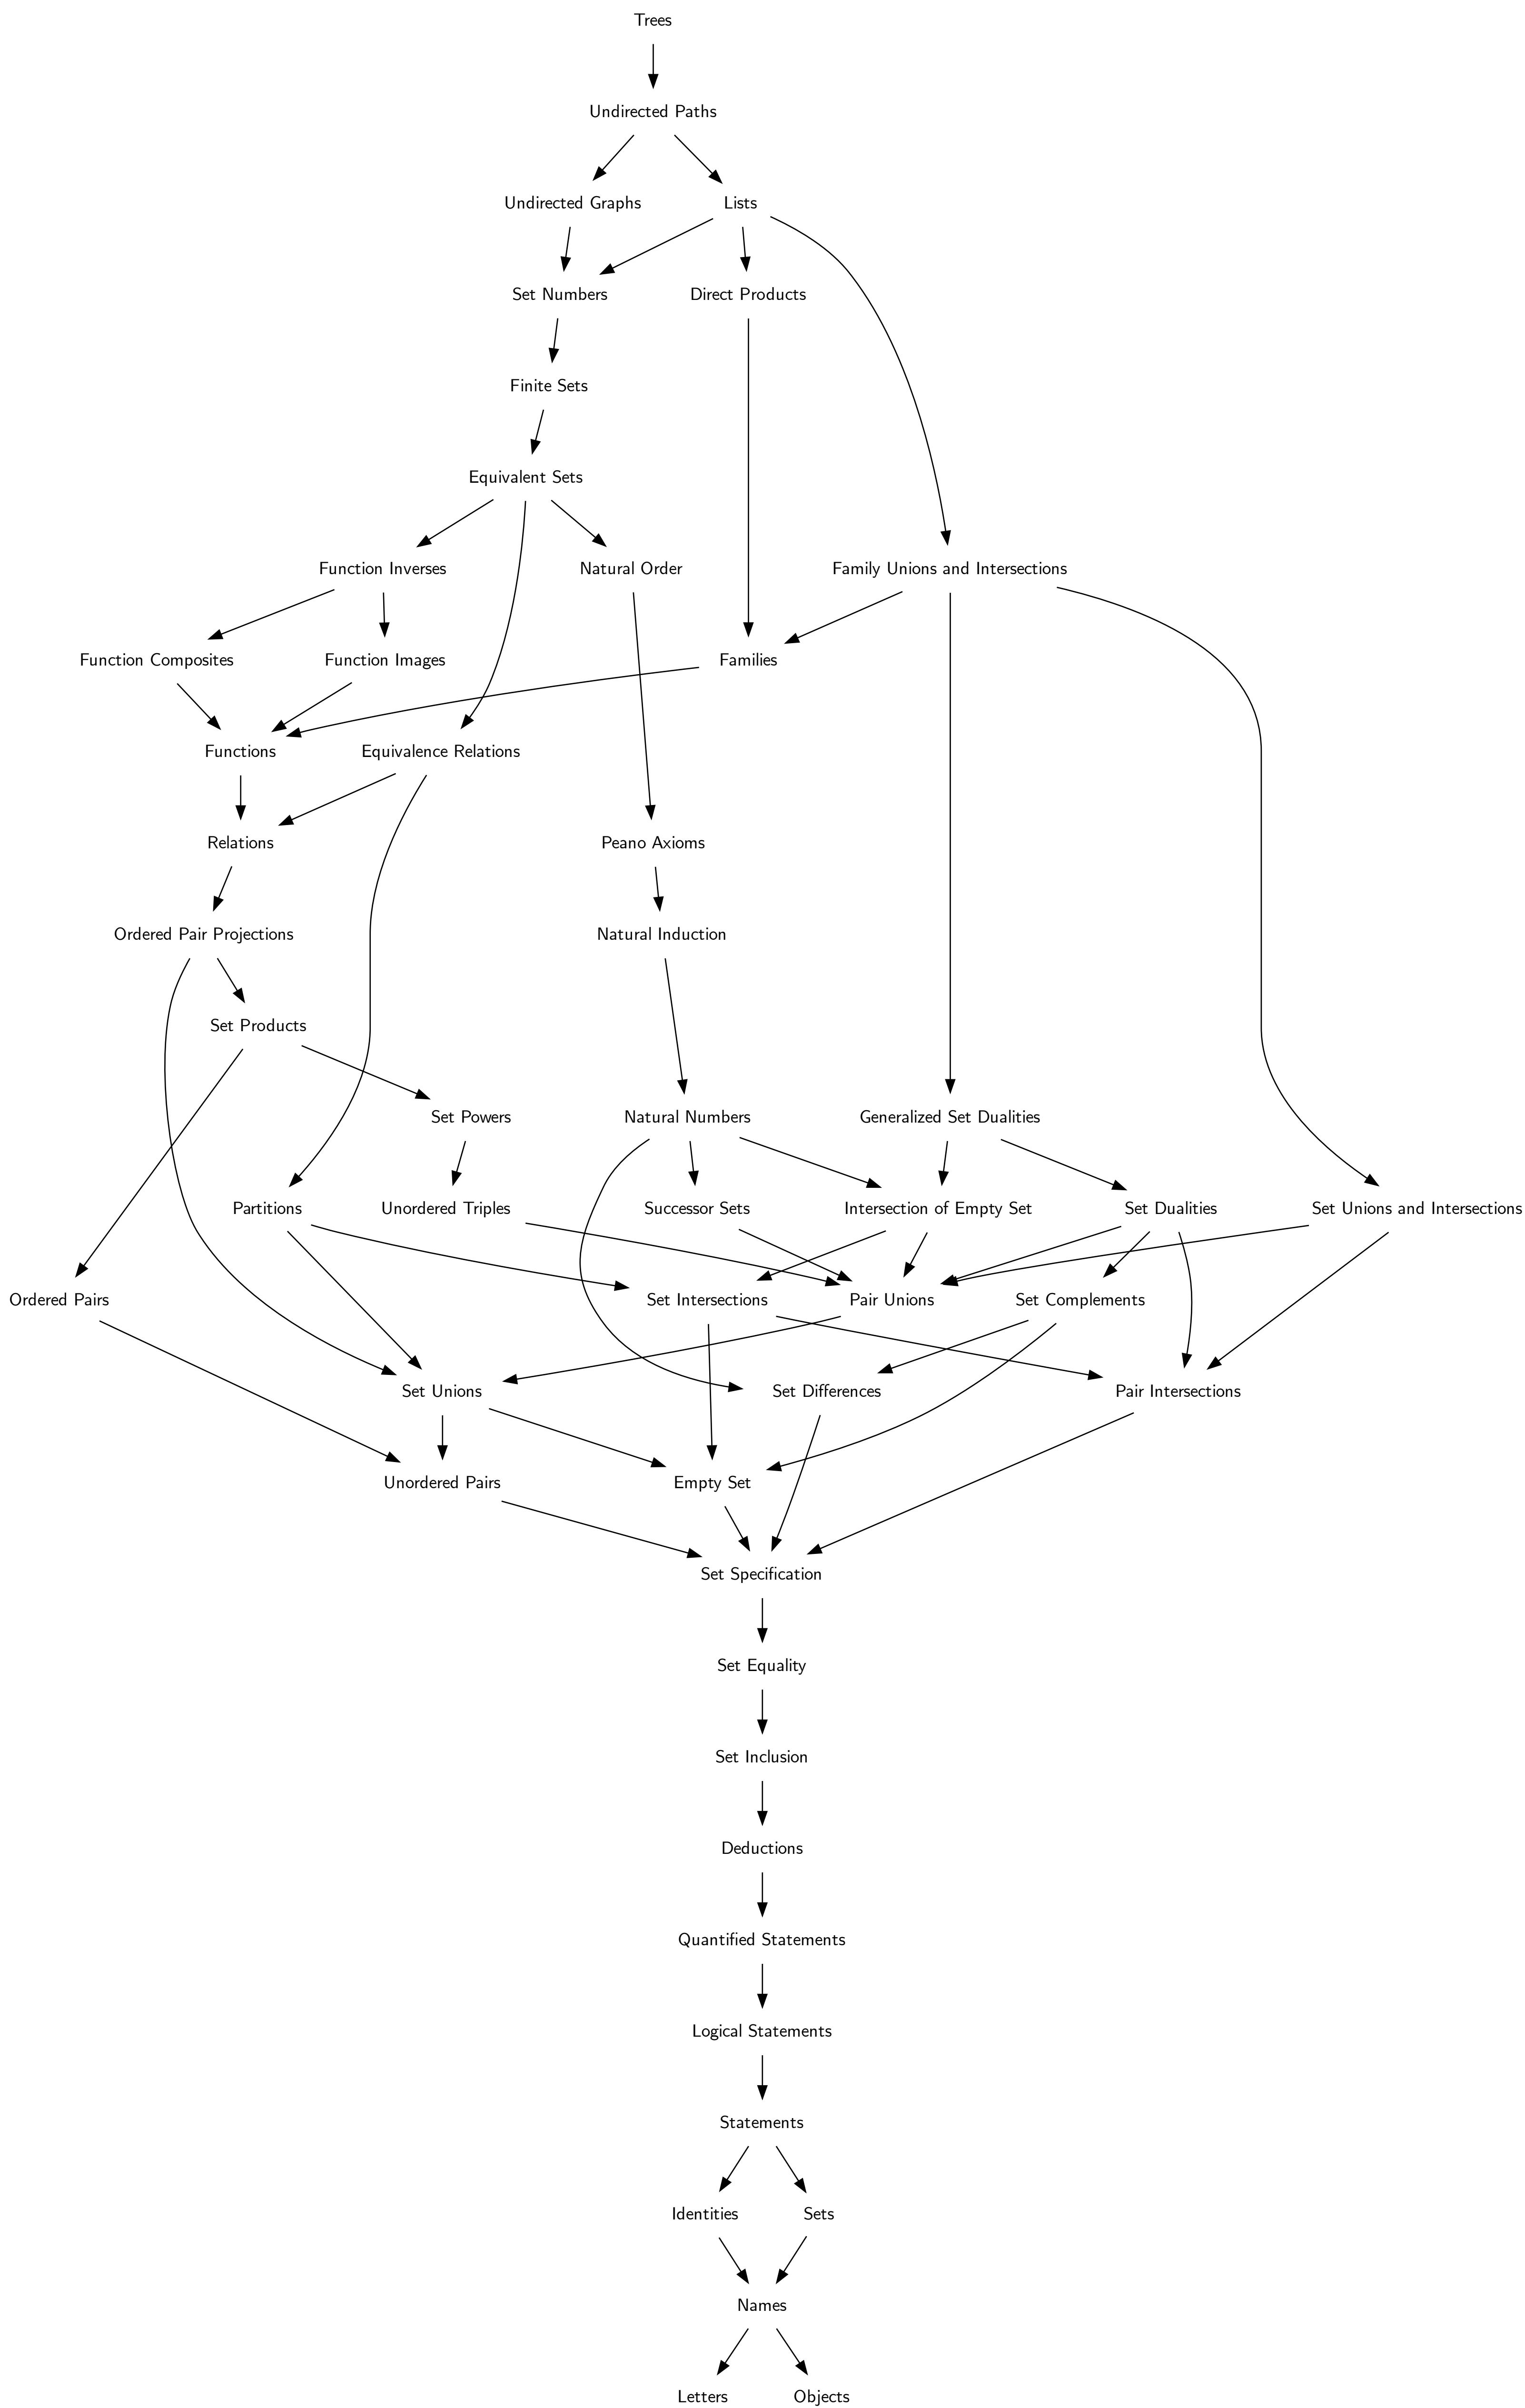 Trees
Undirected Paths
Undirected Graphs
Lists
Set Numbers
Direct Products
Finite Sets
Equivalent Sets
Function Inverses
Natural Order
Family Unions and Intersections
Function Composites
Function Images
Families
Functions
Equivalence Relations
Relations
Peano Axioms
Ordered Pair Projections
Natural Induction
Set Products
Set Powers
Natural Numbers
Generalized Set Dualities
Partitions
Unordered Triples
Successor Sets
Intersection of Empty Set
Set Dualities
Set Unions and Intersections
Ordered Pairs
Set Intersections
Pair Unions
Set Complements
Set Unions
Set Differences
Pair Intersections
Unordered Pairs
Empty Set
Set Specification
Set Equality
Set Inclusion
Deductions
Quantified Statements
Logical Statements
Statements
Identities
Sets
Names
Letters
Objects